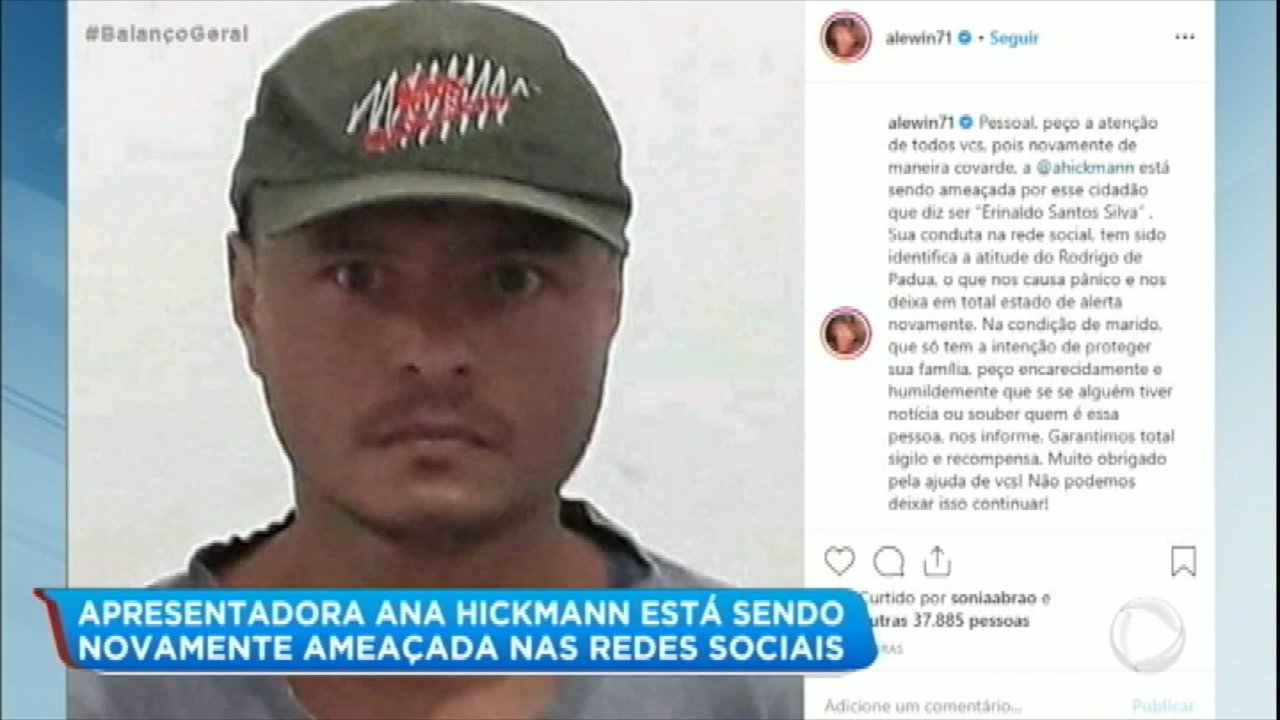 #BalançoGeral
alewin71 • Seguir
alewin71 Pessoal, peço a atenção
de todos vcs, pois novamente de
maneira covarde, a @ahickmann está
sendo ameaçada por esse cidadão
que diz ser "Erinaldo Santos Silva" .
Sua conduta na rede social, tem sido
identifica a atitude do Rodrigo de
Padua, o que nos causa pânico e nos
deixa em total estado de alerta
novamente. Na condição de marido,
que só tem a intenção de proteger
sua família, peço encarecidamente e
humildemente que se se alguém tiver
notícia ou souber quem é essa
pessoa, nos informe. Garantimos total
sigilo e recompensa. Muito obrigado
pela ajuda de vcs! Não podemos
deixar isso continuar!
Curtido por soniaabrao e
utras 37.885 pessoas
RAS
Adicione um comentário...
Publicar
APRESENTADORA ANA HICKMANN ESTÁ SENDO
NOVAMENTE AMEAÇADA NAS REDES SOCIAIS